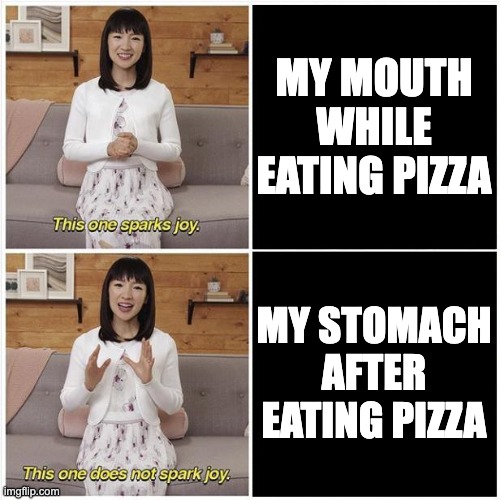 MY MOUTH
WHILE
EATING PIZZA
This one sparks joy.
MY STOMACH
AFTER
EATING PIZZA
This one does not spark joy.
imgflip.com